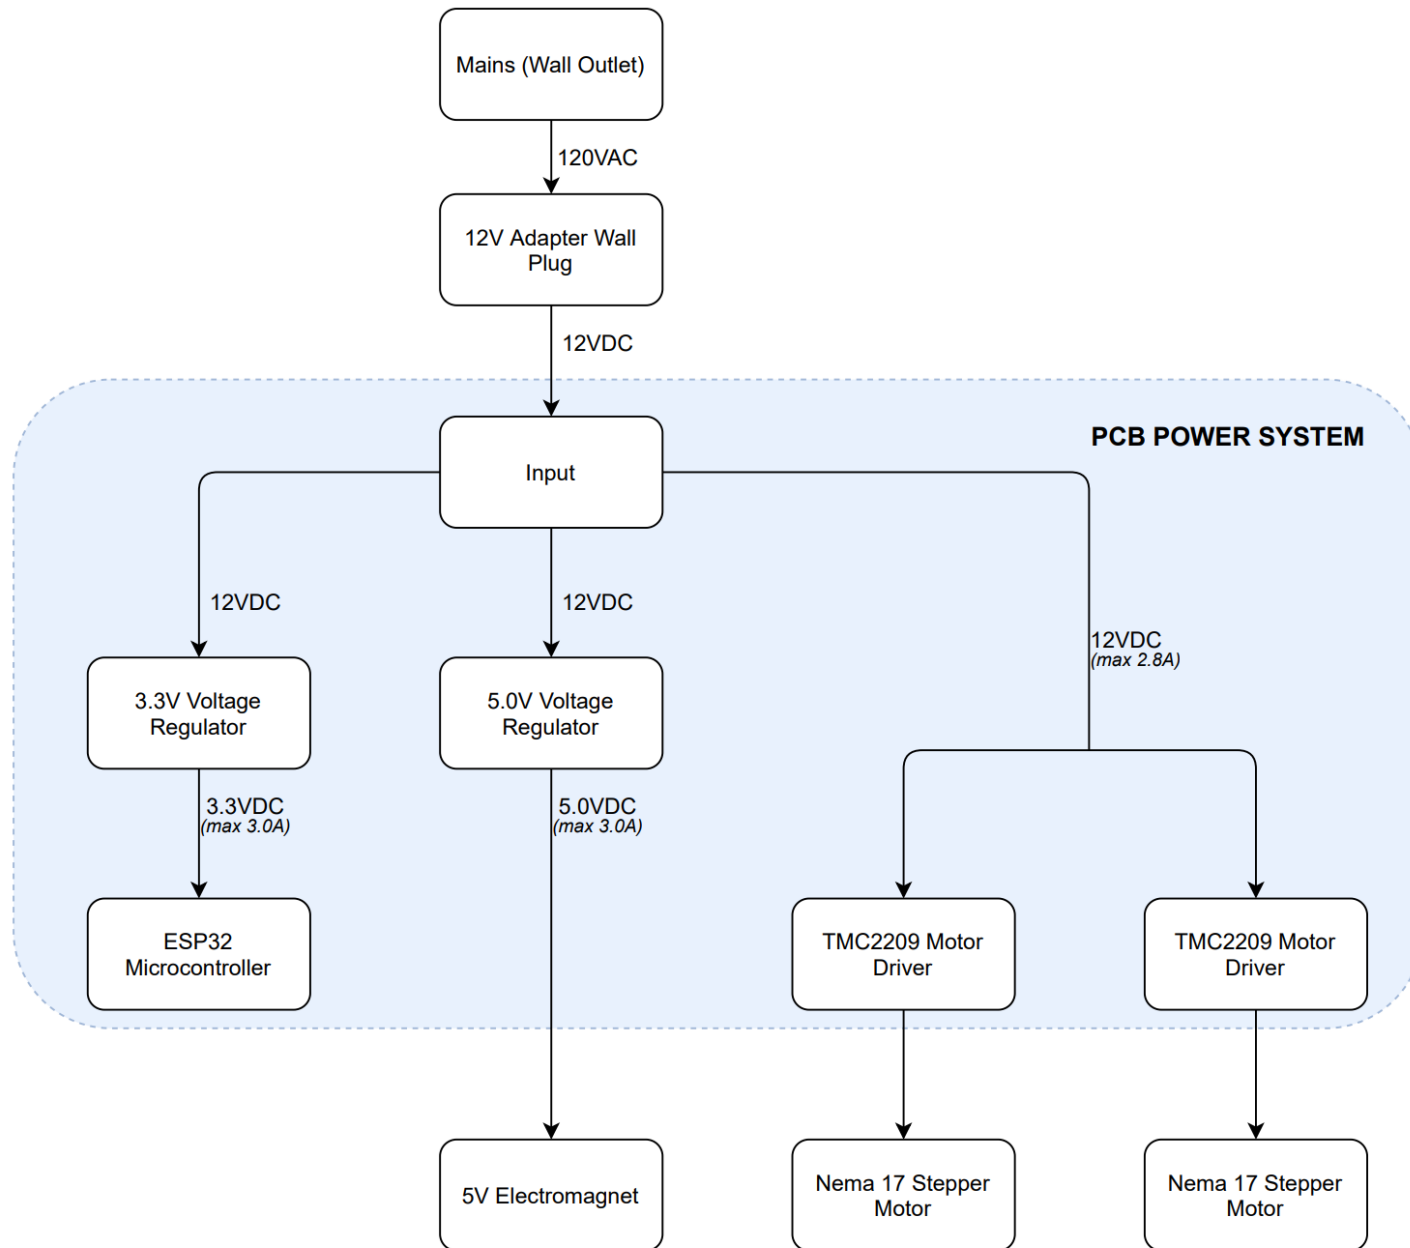 Mains (Wall Outlet)
120VAC
12V Adapter Wall
Plug
12VDC
PCB POWER SYSTEM
Input
12VDC
12VDC
12VDC
(max 2.8A)
3.3V Voltage
Regulator
5.0V Voltage
Regulator
3.3VDC
(max 3.0A)
5.0VDC
(max 3.0A)
ESP32
Microcontroller
TMC2209 Motor
Driver
TMC2209 Motor
Driver
5V Electromagnet
Nema 17 Stepper
Motor
Nema 17 Stepper
Motor